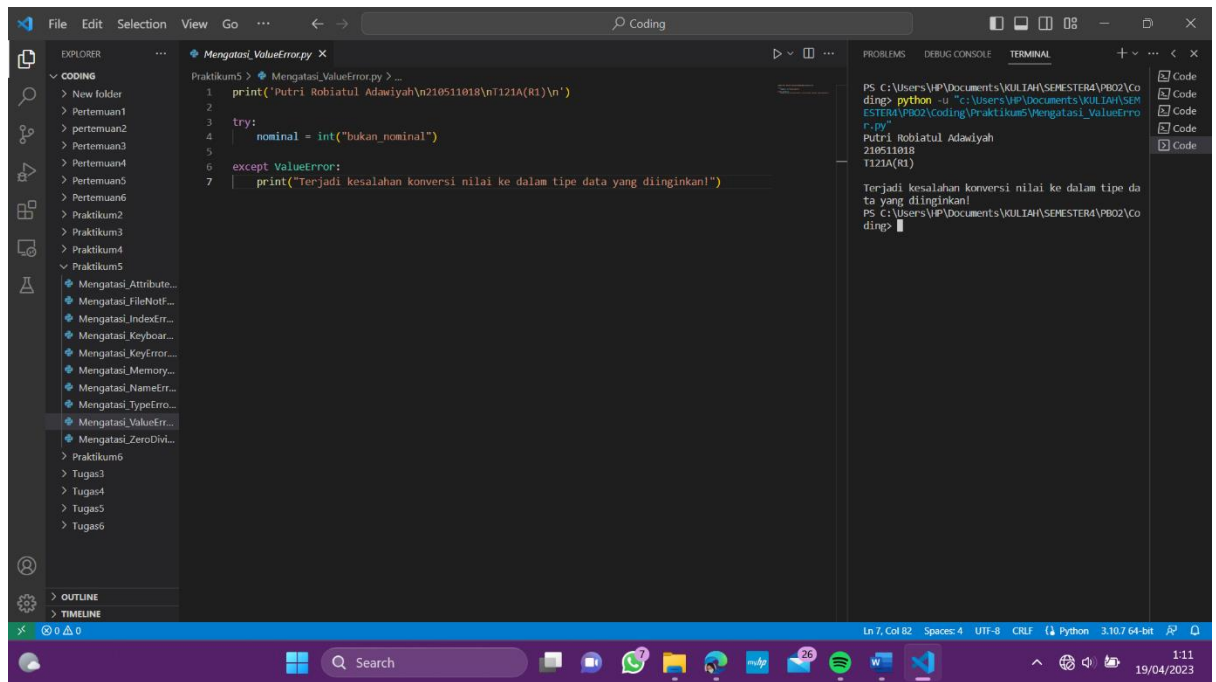 File Edit Selection View Go ··· Coding
EXPLORER ···
CODING
New folder
Pertemuan1
pertemuan2
Pertemuan3
Pertemuan4
Pertemuan5
Pertemuan6
Praktikum2
Praktikum3
Praktikum4
Praktikum5
Mengatasi_Attribute...
Mengatasi_FileNotF...
Mengatasi_IndexErr...
Mengatasi_Keyboar...
Mengatasi_KeyError....
Mengatasi_Memory...
Mengatasi_NameErr...
Mengatasi_TypeErro...
Mengatasi_ValueErr...
Mengatasi_ZeroDivi...
Praktikum6
Tugas3
Tugas4
Tugas5
Tugas6
OUTLINE
TIMELINE
Mengatasi_ValueError.py
Praktikum5 > Mengatasi_ValueError.py > ...
1 print('Putri Robiatul Adawiyah\n210511018\nT121A(R1)\n')
2
3 try:
4 nominal = int("bukan_nominal")
5
6 except ValueError:
7 print("Terjadi kesalahan konversi nilai ke dalam tipe data yang diinginkan!")
PROBLEMS DEBUG CONSOLE TERMINAL
PS C:\Users\HP\Documents\KULIAH\SEMESTER4\PBO2\Co
ding> python -u "c:\Users\HP\Documents\KULIAH\SEM
ESTER4\PBO2\Coding\Praktikum5\Mengatasi_ValueErro
r.py"
Putri Robiatul Adawiyah
210511018
T121A(R1)
Terjadi kesalahan konversi nilai ke dalam tipe da
ta yang diinginkan!
PS C:\Users\HP\Documents\KULIAH\SEMESTER4\PBO2\Co
ding>
Code
Code
Code
Code
Code
0 0 Ln 7, Col 82 Spaces: 4 UTF-8 CRLF Python 3.10.7 64-bit
Search 7 26 1:11
19/04/2023